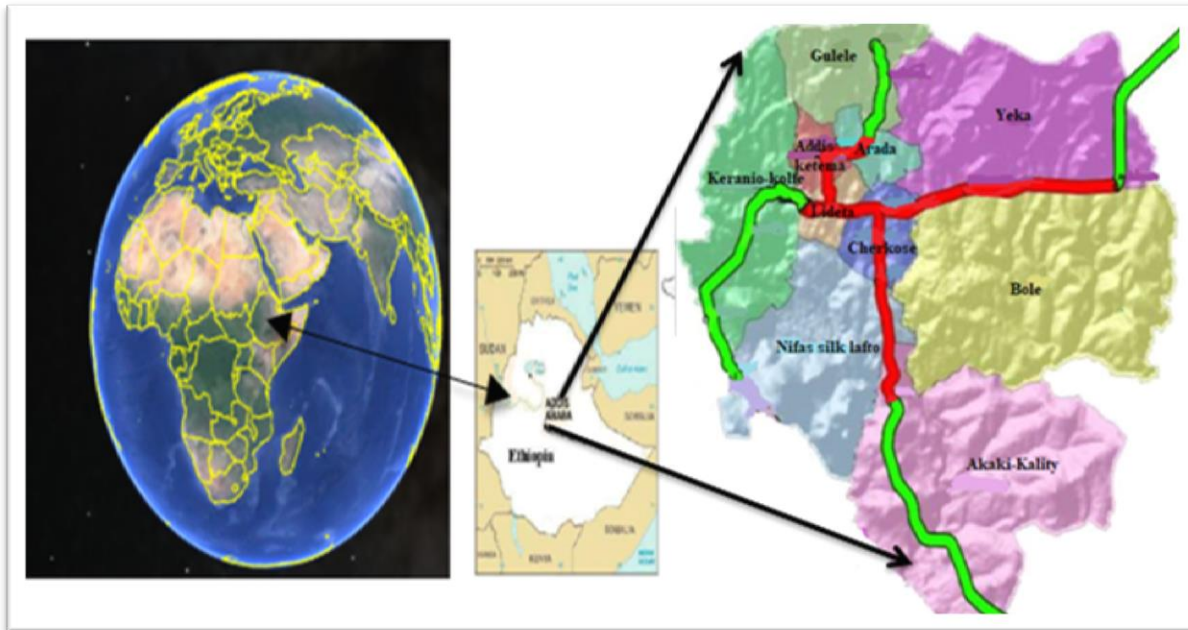 Gulele
Yeka
Addis
ketema
Arada
Keranio-kolfe
Lideta
Cherkose
Bole
Nifas silk lafto
Akaki-Kality
SUDAN
YEMEN
ADDIS
ABABA
Ethiopia
KENYA